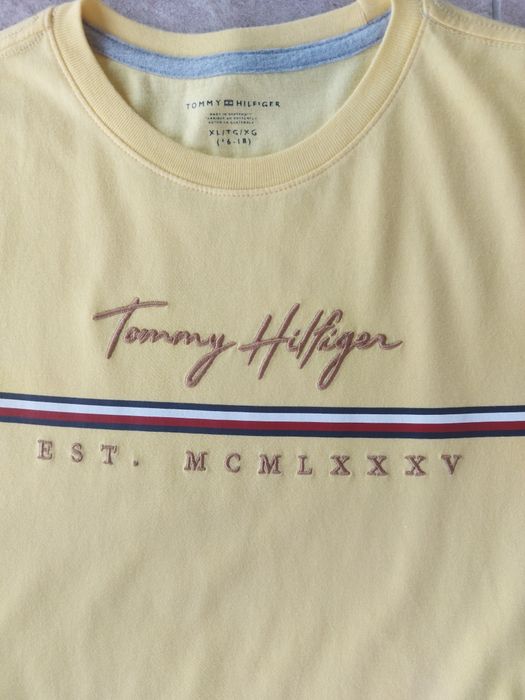 TOMMY HILFIGER
XL/TG/XG
(16-18)
Tommy Hilfiger
EST. MCMLXXXV